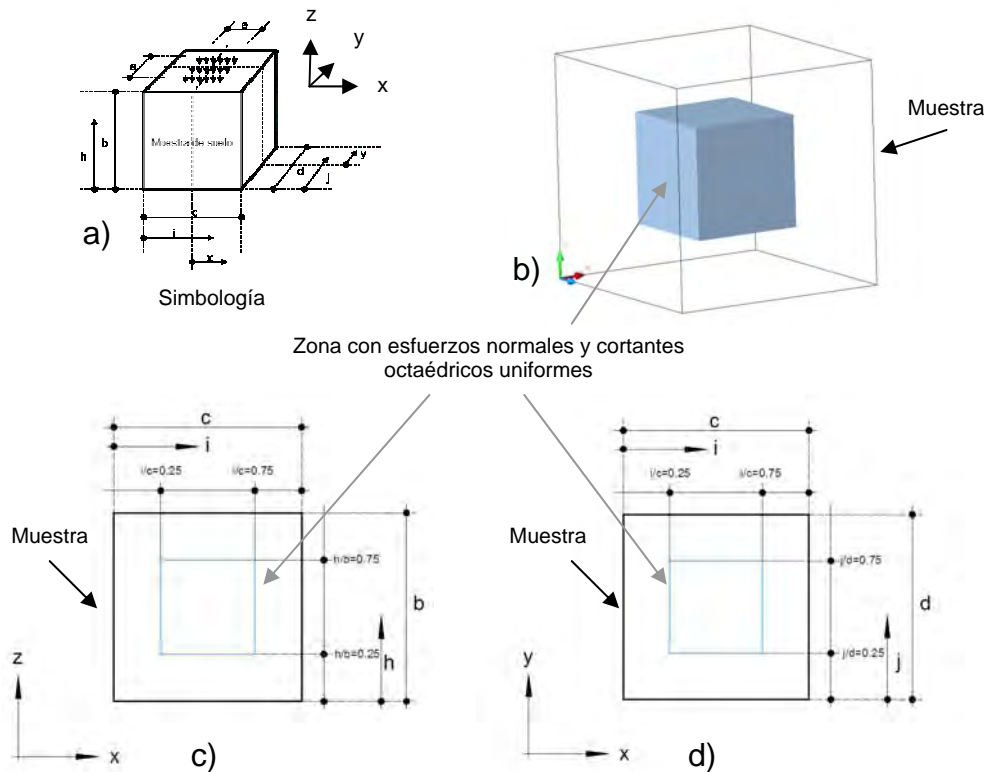 z
y
x
e
e
h
b
Muestra de suelo
d
j
y
c
i
x
a)
Simbología
Muestra
b)
Zona con esfuerzos normales y cortantes
octaédricos uniformes
c
i
i/c=0.25
i/c=0.75
Muestra
h/b=0.75
b
h/b=0.25
h
z
x
c)
c
i
i/c=0.25
i/c=0.75
Muestra
j/d=0.75
d
j/d=0.25
j
y
x
d)